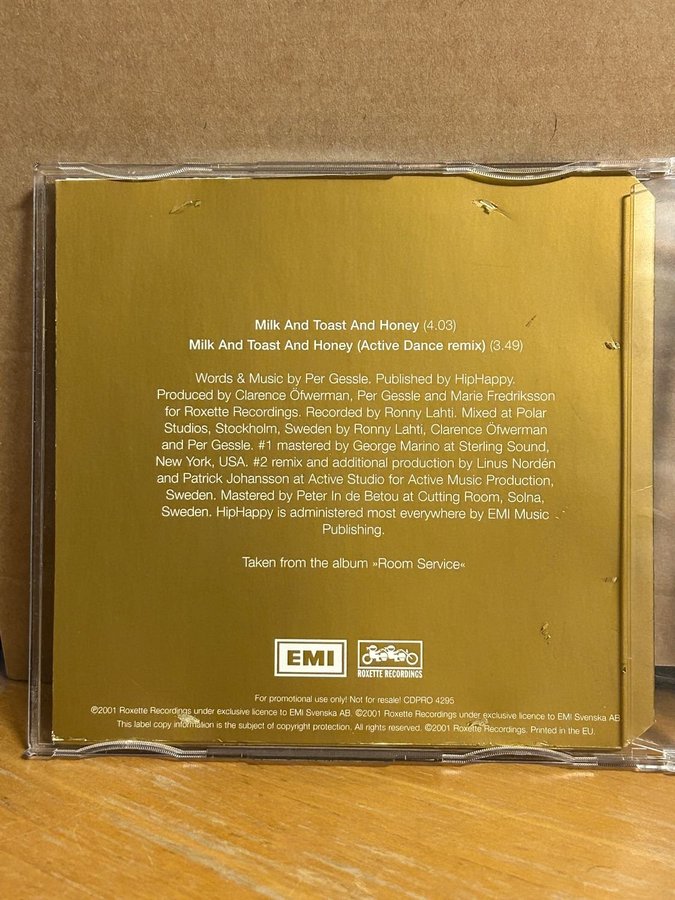 Milk And Toast And Honey (4.03)
Milk And Toast And Honey (Active Dance remix) (3.49)
Words & Music by Per Gessle. Published by HipHappy.
Produced by Clarence Öfwerman, Per Gessle and Marie Fredriksson
for Roxette Recordings. Recorded by Ronny Lahti. Mixed at Polar
Studios, Stockholm, Sweden by Ronny Lahti, Clarence Öfwerman
and Per Gessle. #1 mastered by George Marino at Sterling Sound,
New York, USA. #2 remix and additional production by Linus Nordén
and Patrick Johansson at Active Studio for Active Music Production,
Sweden. Mastered by Peter In de Betou at Cutting Room, Solna,
Sweden. HipHappy is administered most everywhere by EMI Music
Publishing.
Taken from the album »Room Service«
EMI
ROXETTE RECORDINGS
For promotional use only! Not for resale! CDPRO 4295
℗2001 Roxette Recordings under exclusive licence to EMI Svenska AB. ©2001 Roxette Recordings under exclusive licence to EMI Svenska AB
This label copy information is the subject of copyright protection. All rights reserved. ©2001 Roxette Recordings. Printed in the EU.